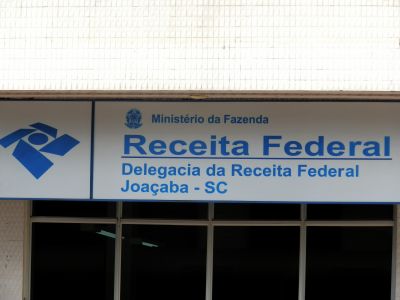 Ministério da Fazenda
Receita Federal
Delegacia da Receita Federal
Joaçaba - SC